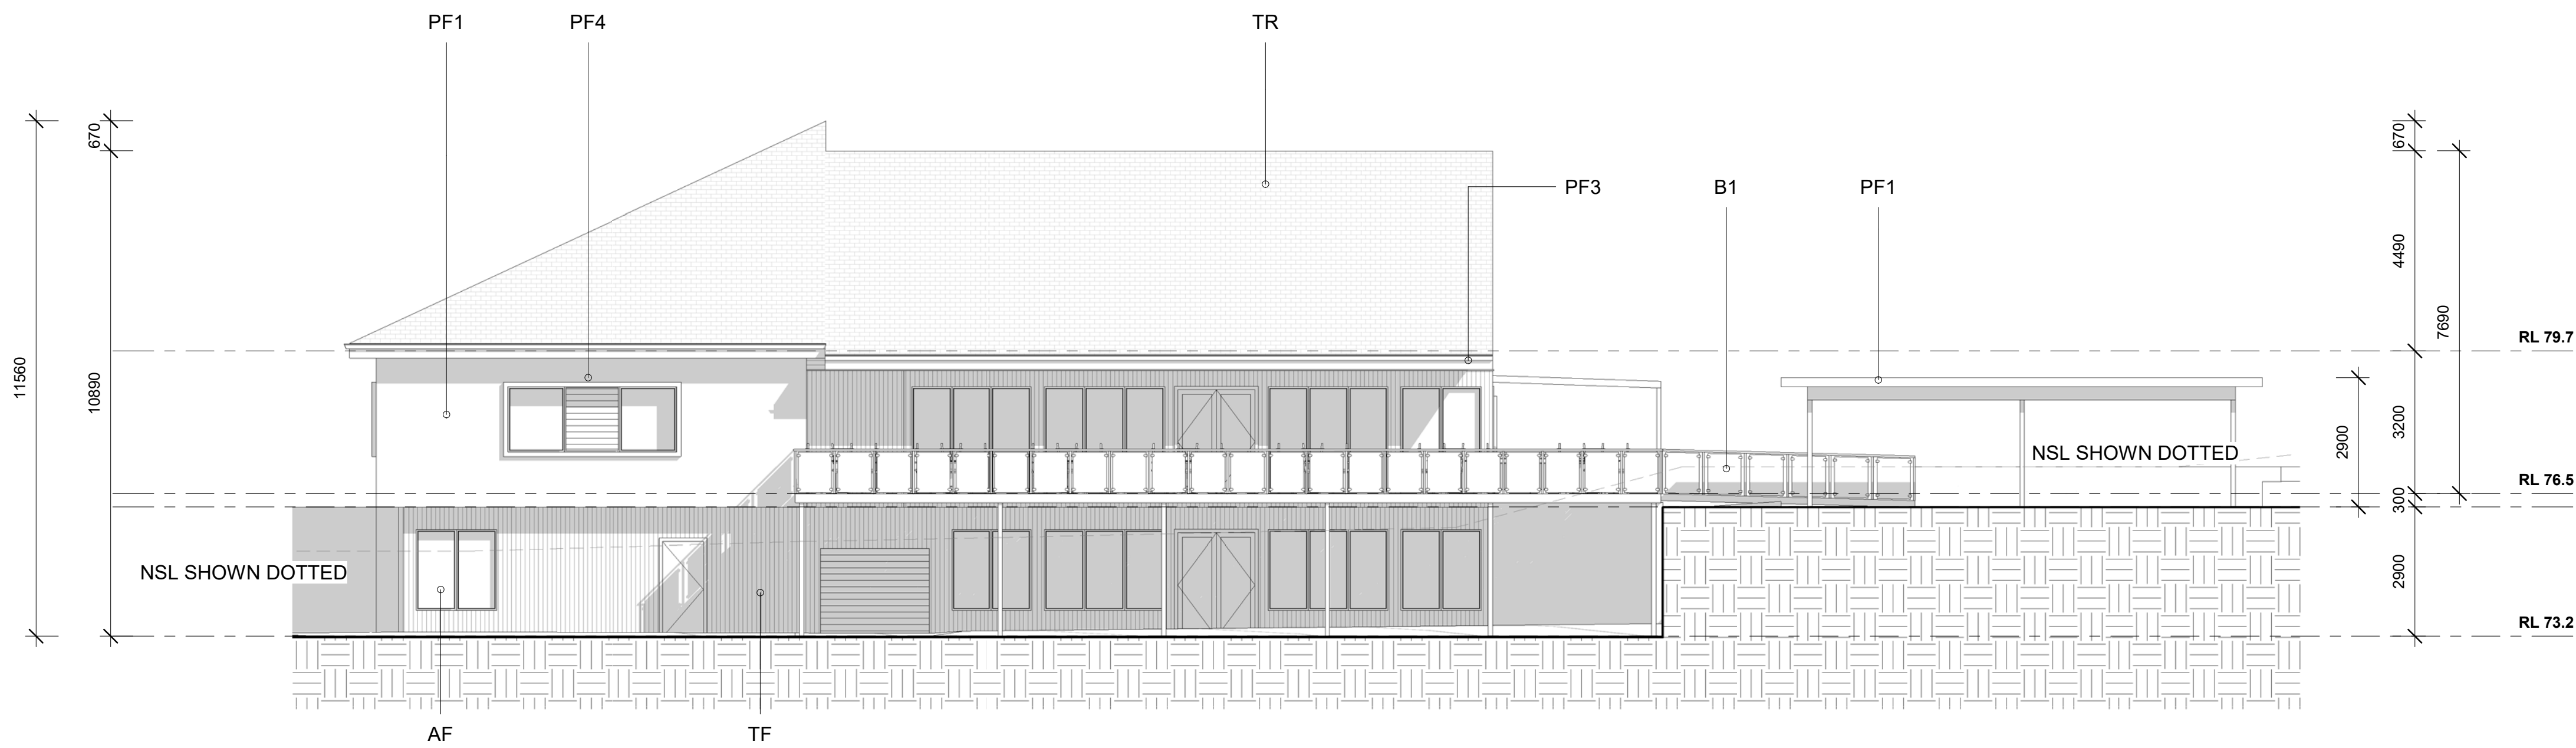 PF1
PF4
TR
670
670
PF3
B1
PF1
4490
7690
RL 79.7
11560
10890
2900
3200
NSL SHOWN DOTTED
RL 76.5
300
NSL SHOWN DOTTED
2900
RL 73.2
AF
TF